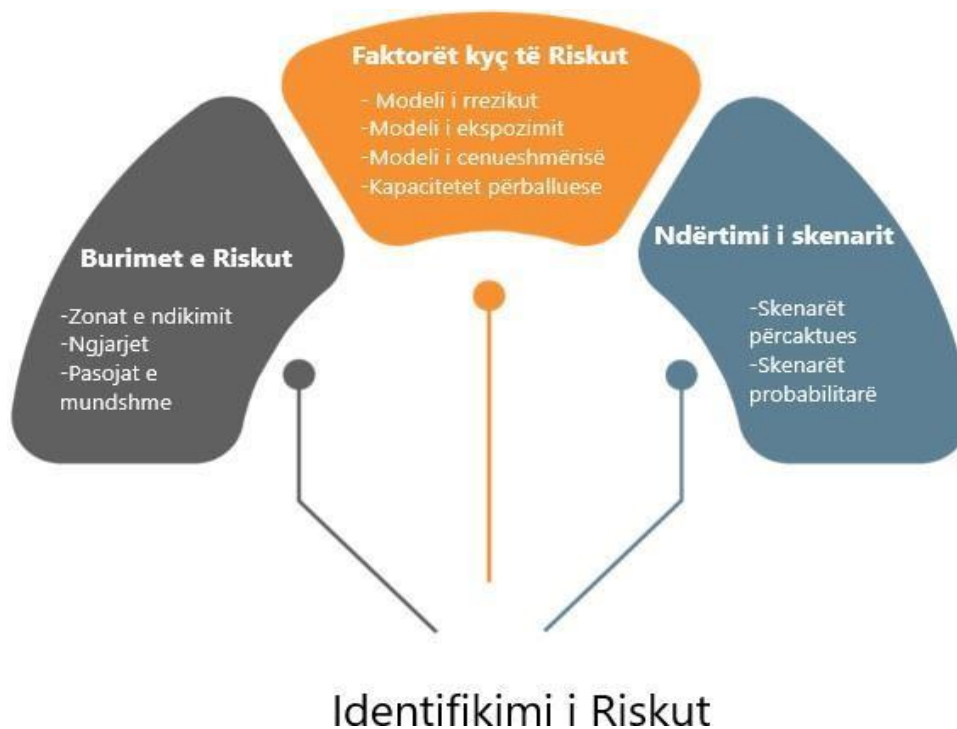 Faktorët kyç të Riskut
- Modeli i rrezikut
-Modeli i ekspozimit
-Modeli i cenueshmërisë
-Kapacitetet përballuese
Burimet e Riskut
-Zonat e ndikimit
-Ngjarjet
-Pasojat e
mundshme
Ndërtimi i skenarit
-Skenarët
përcaktues
-Skenarët
probabilitarë
Identifikimi i Riskut